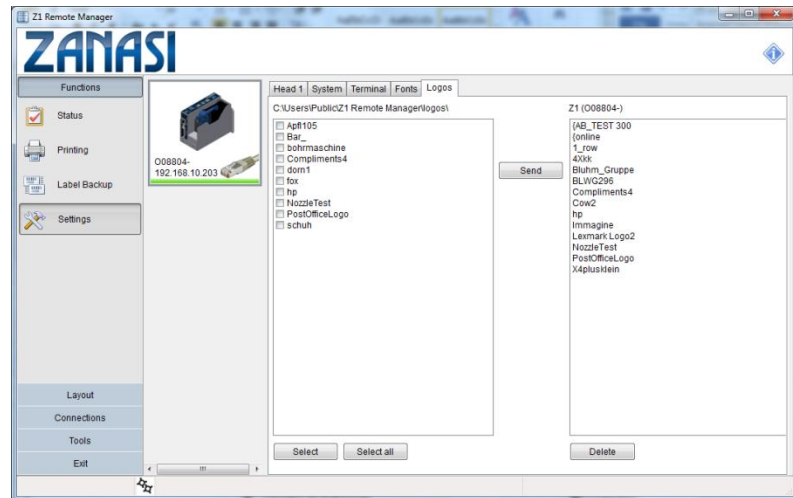 Z1 Remote Manager
ZANASI
Functions
Status
Printing
Label Backup
Settings
Layout
Connections
Tools
Exit
O08804-
192.168.10.203
Head 1 System Terminal Fonts Logos
C:\Users\Public\Z1 Remote Manager\logos\
Apfl105
Bar_
bohrmaschine
Compliments4
dorn1
fox
hp
NozzleTest
PostOfficeLogo
schuh
Select Select all
Send
Z1 (O08804-)
{AB_TEST 300
{online
1_row
4Xkk
Bluhm_Gruppe
BLWG296
Compliments4
Cow2
hp
Immagine
Lexmark Logo2
NozzleTest
PostOfficeLogo
X4plusklein
Delete